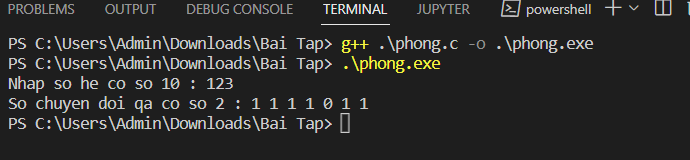 PROBLEMS OUTPUT DEBUG CONSOLE TERMINAL JUPYTER powershell
PS C:\Users\Admin\Downloads\Bai Tap> g++ .\phong.c -o .\phong.exe
PS C:\Users\Admin\Downloads\Bai Tap> .\phong.exe
Nhap so he co so 10 : 123
So chuyen doi qa co so 2 : 1 1 1 1 0 1 1
PS C:\Users\Admin\Downloads\Bai Tap>